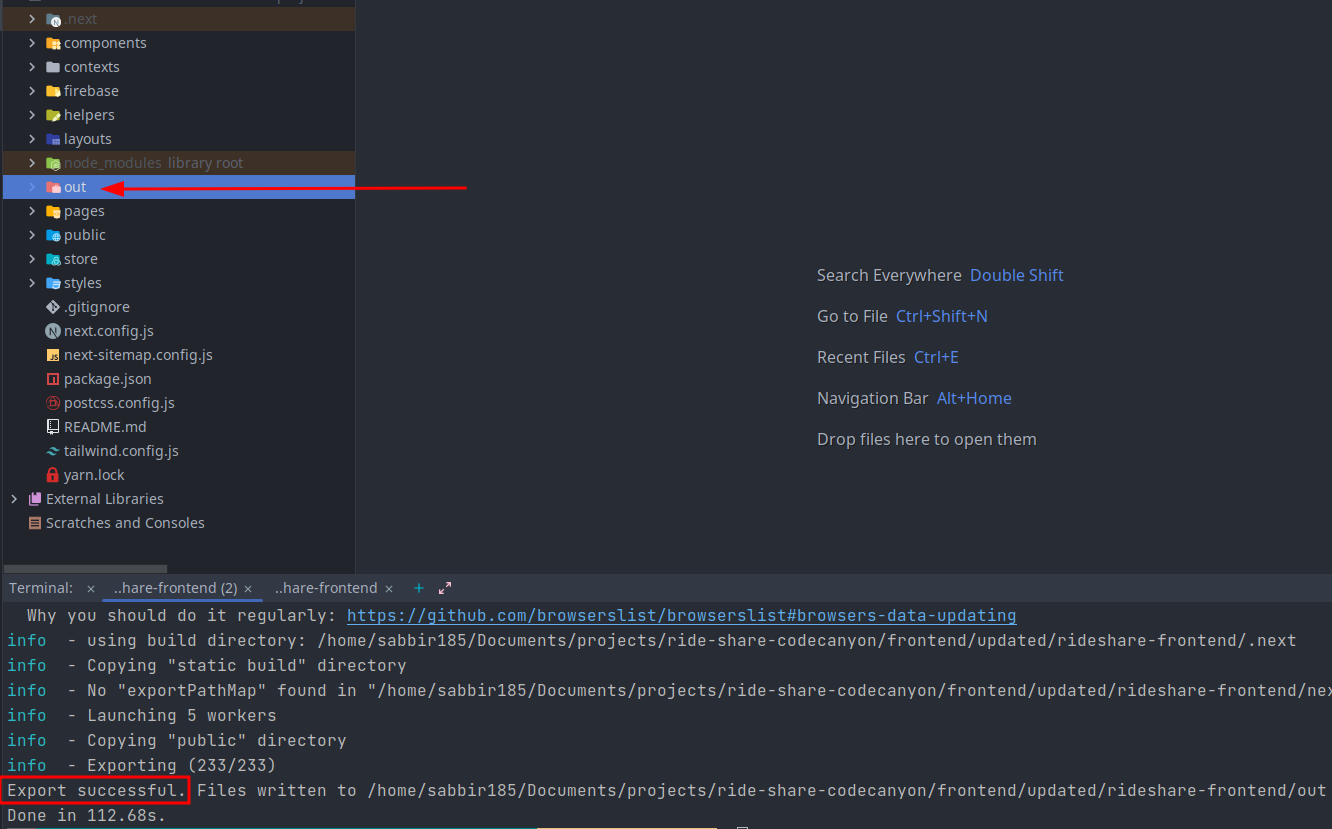 .next
components
contexts
firebase
helpers
layouts
node_modules library root
out
pages
public
store
styles
.gitignore
next.config.js
next-sitemap.config.js
package.json
postcss.config.js
README.md
tailwind.config.js
yarn.lock
External Libraries
Scratches and Consoles
Search Everywhere Double Shift
Go to File Ctrl+Shift+N
Recent Files Ctrl+E
Navigation Bar Alt+Home
Drop files here to open them
Terminal: × ..hare-frontend (2) × ..hare-frontend × +
Why you should do it regularly: https://github.com/browserslist/browserslist#browsers-data-updating
info - using build directory: /home/sabbir185/Documents/projects/ride-share-codecanyon/frontend/updated/rideshare-frontend/.next
info - Copying "static build" directory
info - No "exportPathMap" found in "/home/sabbir185/Documents/projects/ride-share-codecanyon/frontend/updated/rideshare-frontend/nex
info - Launching 5 workers
info - Copying "public" directory
info - Exporting (233/233)
Export successful. Files written to /home/sabbir185/Documents/projects/ride-share-codecanyon/frontend/updated/rideshare-frontend/out
Done in 112.68s.